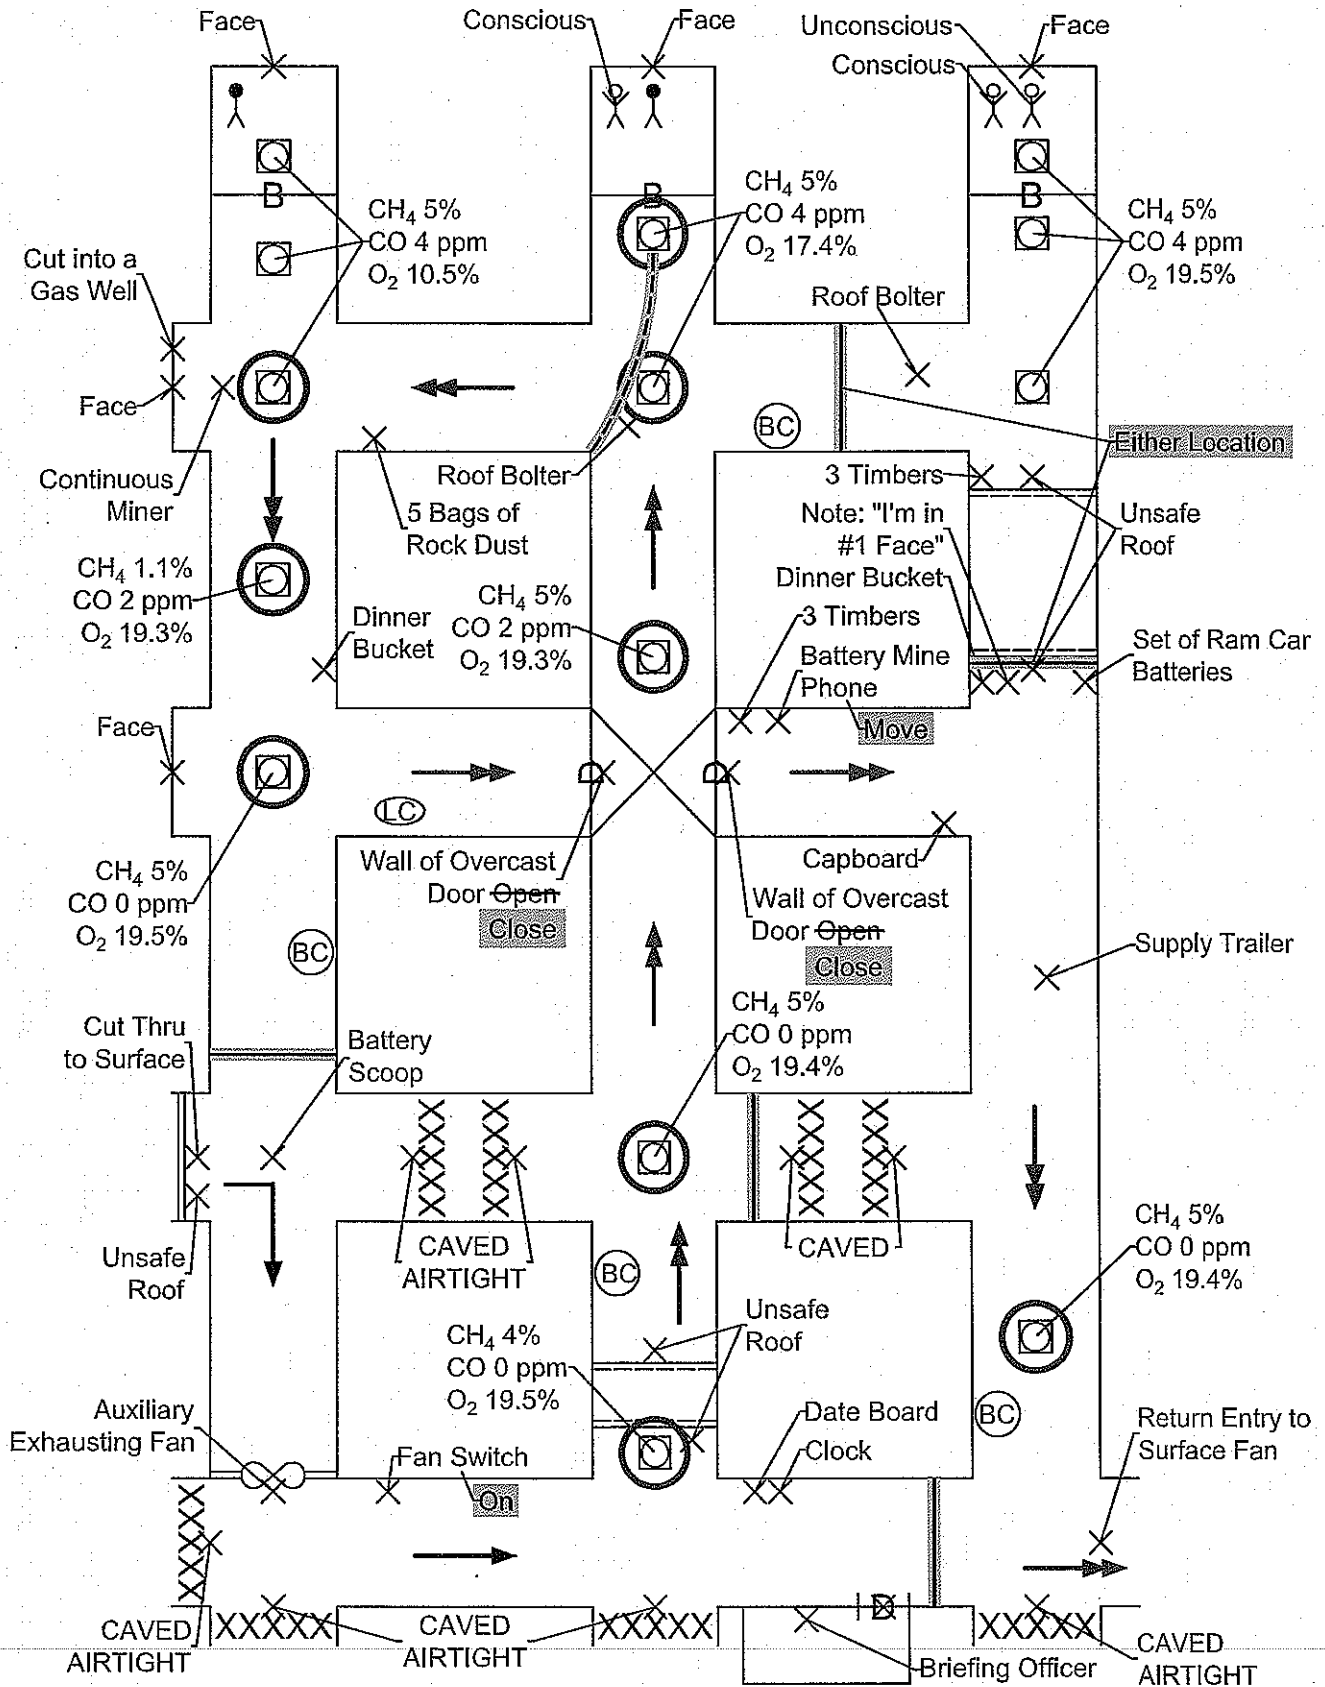 Face
Conscious
Face
Unconscious
Face
Conscious
B
B
B
CH₄ 5%
CO 4 ppm
O₂ 10.5%
CH₄ 5%
CO 4 ppm
O₂ 17.4%
CH₄ 5%
CO 4 ppm
O₂ 19.5%
Cut into a
Gas Well
Roof Bolter
Face
BC
Either Location
Continuous
Miner
Roof Bolter
5 Bags of
Rock Dust
3 Timbers
Note: "I'm in
#1 Face"
Dinner Bucket
Unsafe
Roof
CH₄ 1.1%
CO 2 ppm
O₂ 19.3%
CH₄ 5%
CO 2 ppm
O₂ 19.3%
Dinner
Bucket
3 Timbers
Battery Mine
Phone
Move
Set of Ram Car
Batteries
Face
D
D
LC
CH₄ 5%
CO 0 ppm
O₂ 19.5%
Wall of Overcast
Door Open
Close
Capboard
Wall of Overcast
Door Open
Close
BC
Supply Trailer
CH₄ 5%
CO 0 ppm
O₂ 19.4%
Cut Thru
to Surface
Battery
Scoop
Unsafe
Roof
CAVED
AIRTIGHT
BC
CAVED
CH₄ 5%
CO 0 ppm
O₂ 19.4%
CH₄ 4%
CO 0 ppm
O₂ 19.5%
Unsafe
Roof
Auxiliary
Exhausting Fan
Fan Switch
On
Date Board
Clock
BC
Return Entry to
Surface Fan
D
CAVED
AIRTIGHT
CAVED
AIRTIGHT
Briefing Officer
CAVED
AIRTIGHT